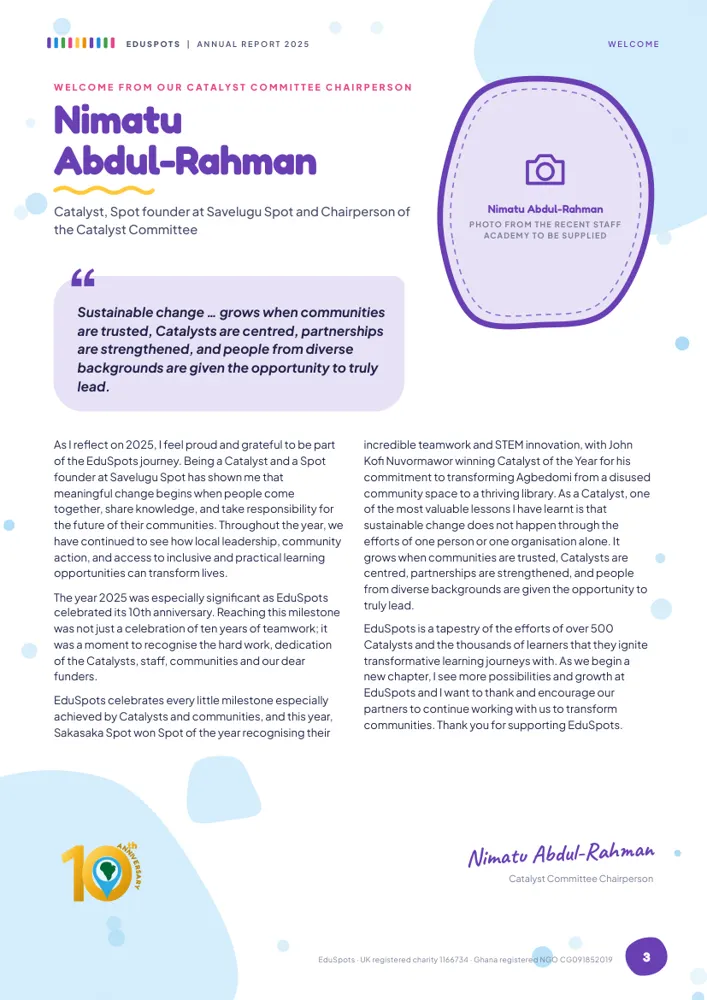 EDUSPOTS | ANNUAL REPORT 2025
WELCOME
WELCOME FROM OUR CATALYST COMMITTEE CHAIRPERSON
Nimatu
Abdul-Rahman
Catalyst, Spot founder at Savelugu Spot and Chairperson of
the Catalyst Committee
Nimatu Abdul-Rahman
PHOTO FROM THE RECENT STAFF
ACADEMY TO BE SUPPLIED
“
Sustainable change … grows when communities
are trusted, Catalysts are centred, partnerships
are strengthened, and people from diverse
backgrounds are given the opportunity to truly
lead.
As I reflect on 2025, I feel proud and grateful to be part
of the EduSpots journey. Being a Catalyst and a Spot
founder at Savelugu Spot has shown me that
meaningful change begins when people come
together, share knowledge, and take responsibility for
the future of their communities. Throughout the year, we
have continued to see how local leadership, community
action, and access to inclusive and practical learning
opportunities can transform lives.
The year 2025 was especially significant as EduSpots
celebrated its 10th anniversary. Reaching this milestone
was not just a celebration of ten years of teamwork; it
was a moment to recognise the hard work, dedication
of the Catalysts, staff, communities and our dear
funders.
EduSpots celebrates every little milestone especially
achieved by Catalysts and communities, and this year,
Sakasaka Spot won Spot of the year recognising their
incredible teamwork and STEM innovation, with John
Kofi Nuvormawor winning Catalyst of the Year for his
commitment to transforming Agbedomi from a disused
community space to a thriving library. As a Catalyst, one
of the most valuable lessons I have learnt is that
sustainable change does not happen through the
efforts of one person or one organisation alone. It
grows when communities are trusted, Catalysts are
centred, partnerships are strengthened, and people
from diverse backgrounds are given the opportunity to
truly lead.
EduSpots is a tapestry of the efforts of over 500
Catalysts and the thousands of learners that they ignite
transformative learning journeys with. As we begin a
new chapter, I see more possibilities and growth at
EduSpots and I want to thank and encourage our
partners to continue working with us to transform
communities. Thank you for supporting EduSpots.
10th ANNIVERSARY
Nimatu Abdul-Rahman
Catalyst Committee Chairperson
EduSpots · UK registered charity 1166734 · Ghana registered NGO CG091852019
3